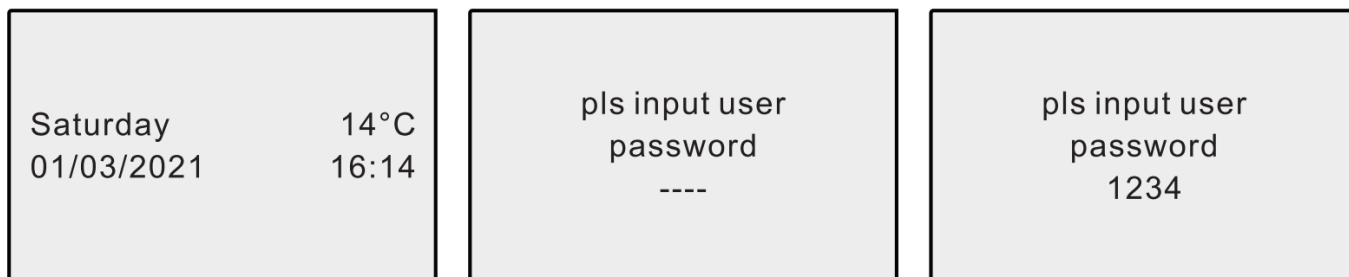 Saturday 14°C
01/03/2021 16:14
pls input user
password
----
pls input user
password
1234